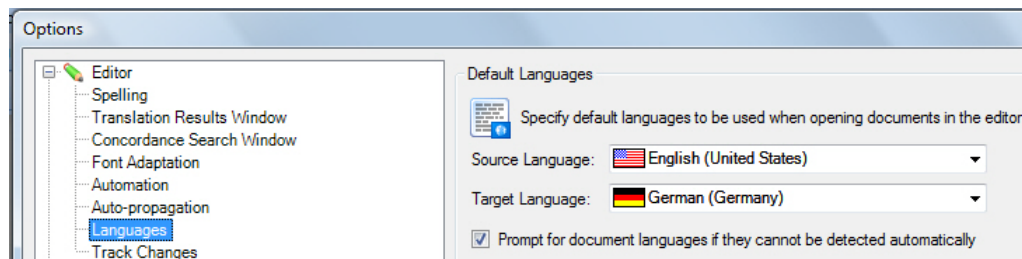 Options
Editor
Spelling
Translation Results Window
Concordance Search Window
Font Adaptation
Automation
Auto-propagation
Languages
Track Changes
Default Languages
Specify default languages to be used when opening documents in the editor
Source Language: English (United States)
Target Language: German (Germany)
Prompt for document languages if they cannot be detected automatically